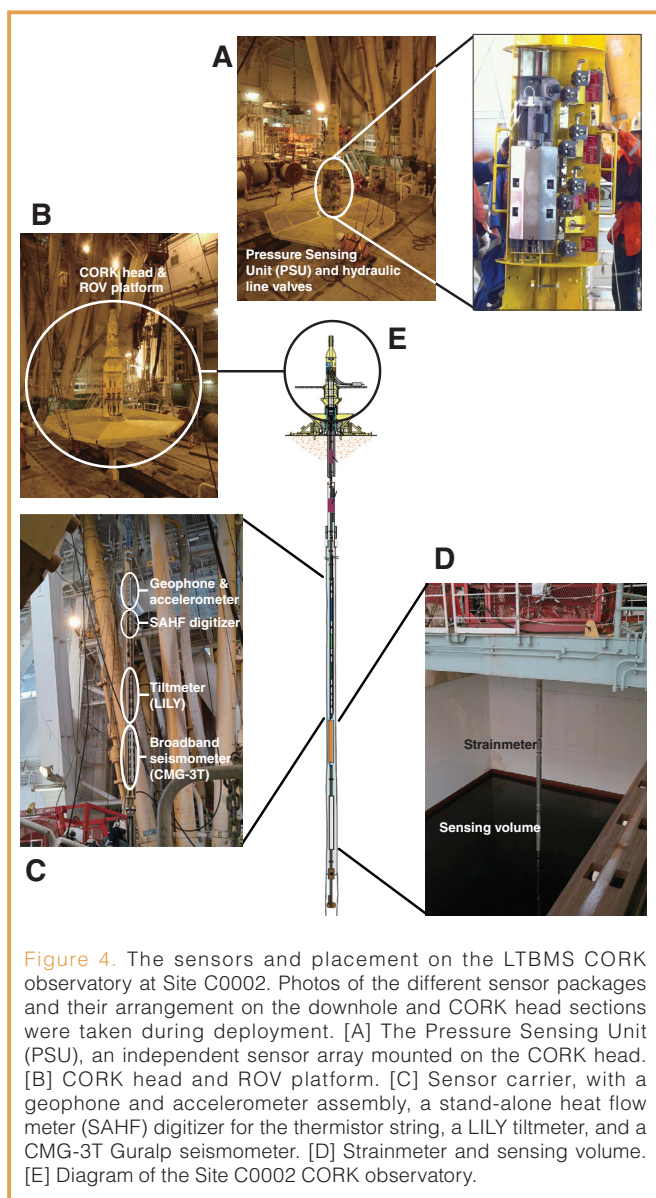 A
Pressure Sensing
Unit (PSU) and hydraulic
line valves
B
CORK head &
ROV platform
E
C
Geophone &
accelerometer
SAHF digitizer
Tiltmeter
(LILY)
Broadband
seismometer
(CMG-3T)
D
Strainmeter
Sensing volume
Figure 4. The sensors and placement on the LTBMS CORK
observatory at Site C0002. Photos of the different sensor packages
and their arrangement on the downhole and CORK head sections
were taken during deployment. [A] The Pressure Sensing Unit
(PSU), an independent sensor array mounted on the CORK head.
[B] CORK head and ROV platform. [C] Sensor carrier, with a
geophone and accelerometer assembly, a stand-alone heat flow
meter (SAHF) digitizer for the thermistor string, a LILY tiltmeter, and a
CMG-3T Guralp seismometer. [D] Strainmeter and sensing volume.
[E] Diagram of the Site C0002 CORK observatory.